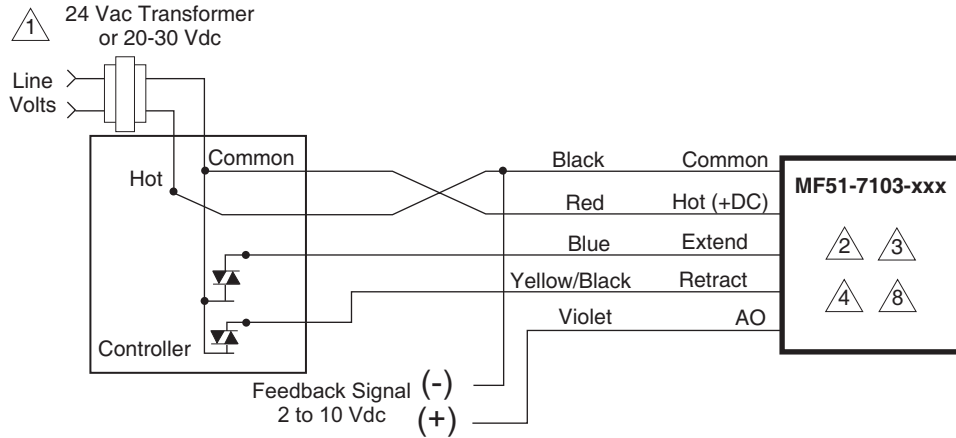 1
24 Vac Transformer
or 20-30 Vdc
Line
Volts
Common
Hot
Controller
Black
Common
Red
Hot (+DC)
Blue
Extend
Yellow/Black
Retract
Violet
AO
MF51-7103-xxx
2 3
4 8
Feedback Signal (-)
2 to 10 Vdc (+)